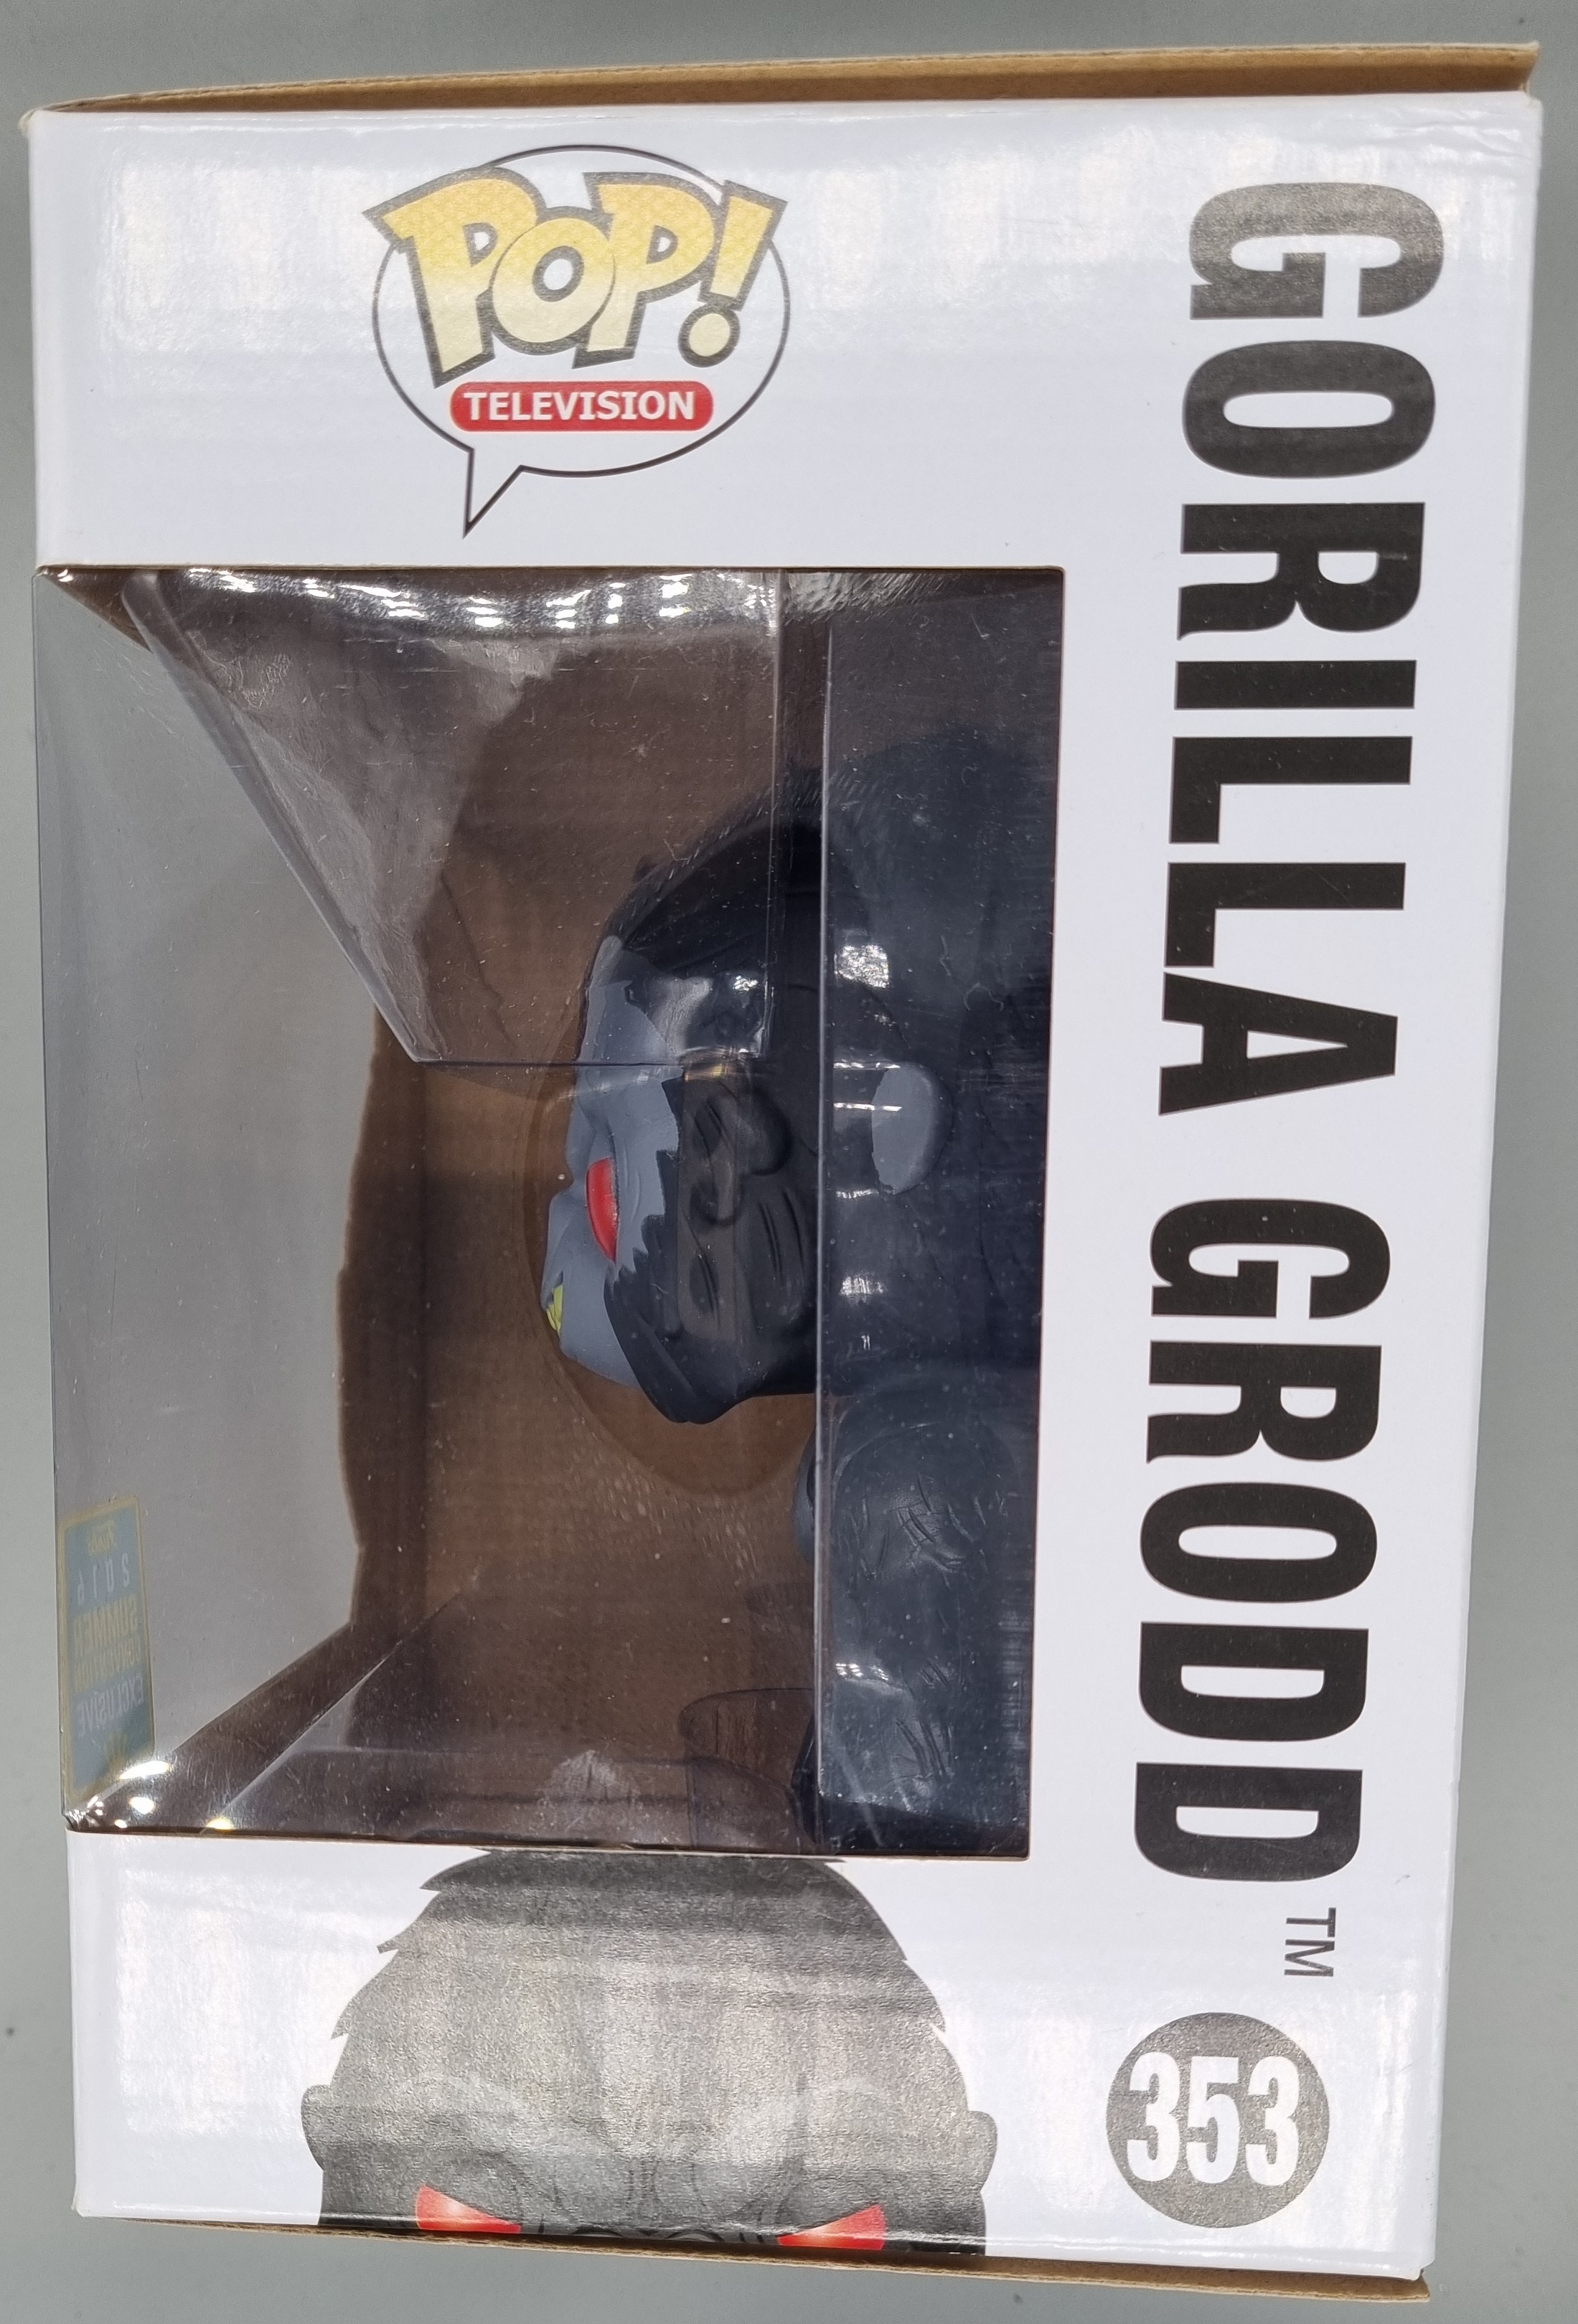 POP!
TELEVISION
GORILLA GRODD™
353
2016
SUMMER
CONVENTION
EXCLUSIVE